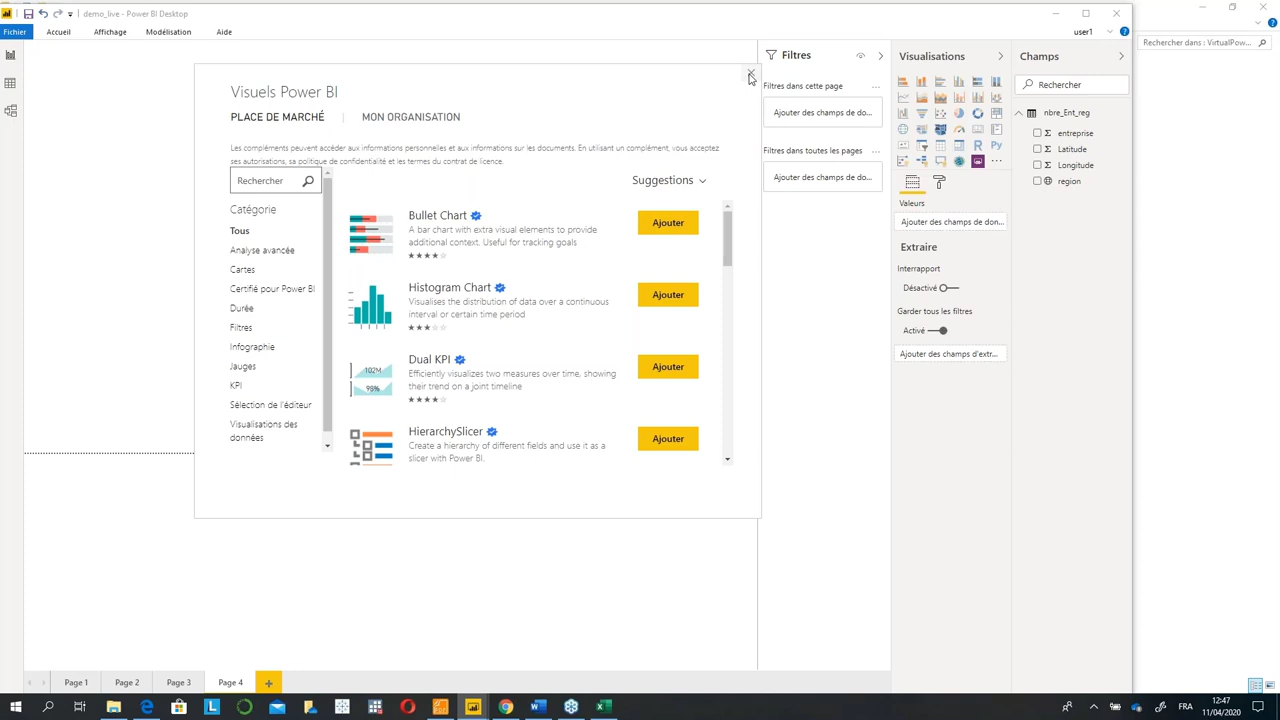 demo_live - Power BI Desktop
Fichier Accueil Affichage Modélisation Aide user1
Rechercher dans : VirtualPow...
Visuels Power BI
PLACE DE MARCHÉ | MON ORGANISATION
Les compléments peuvent accéder aux informations personnelles et aux informations sur les documents. En utilisant un complément, vous acceptez
ses autorisations, sa politique de confidentialité et les termes du contrat de licence.
Rechercher
Suggestions
Catégorie
Tous
Analyse avancée
Cartes
Certifié pour Power BI
Durée
Filtres
Infographie
Jauges
KPI
Sélection de l'éditeur
Visualisations des
données
Bullet Chart
A bar chart with extra visual elements to provide
additional context. Useful for tracking goals
Ajouter
Histogram Chart
Visualises the distribution of data over a continuous
interval or certain time period
Ajouter
Dual KPI
Efficiently visualizes two measures over time, showing
their trend on a joint timeline
Ajouter
102M
98%
HierarchySlicer
Create a hierarchy of different fields and use it as a
slicer with Power BI.
Ajouter
Filtres
Filtres dans cette page ...
Ajouter des champs de do...
Filtres dans toutes les pages ...
Ajouter des champs de do...
Visualisations
R Py
...
Valeurs
Ajouter des champs de don...
Extraire
Interrapport
Désactivé
Garder tous les filtres
Activé
Ajouter des champs d'extr...
Champs
Rechercher
nbre_Ent_reg
Σ entreprise
Σ Latitude
Σ Longitude
region
Page 1 Page 2 Page 3 Page 4 +
FRA
12:47
11/04/2020